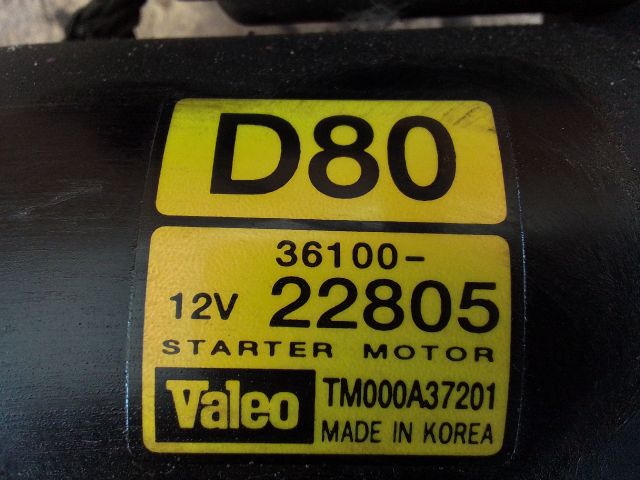 D80
36100-
12V 22805
STARTER MOTOR
Valeo TM000A37201
MADE IN KOREA